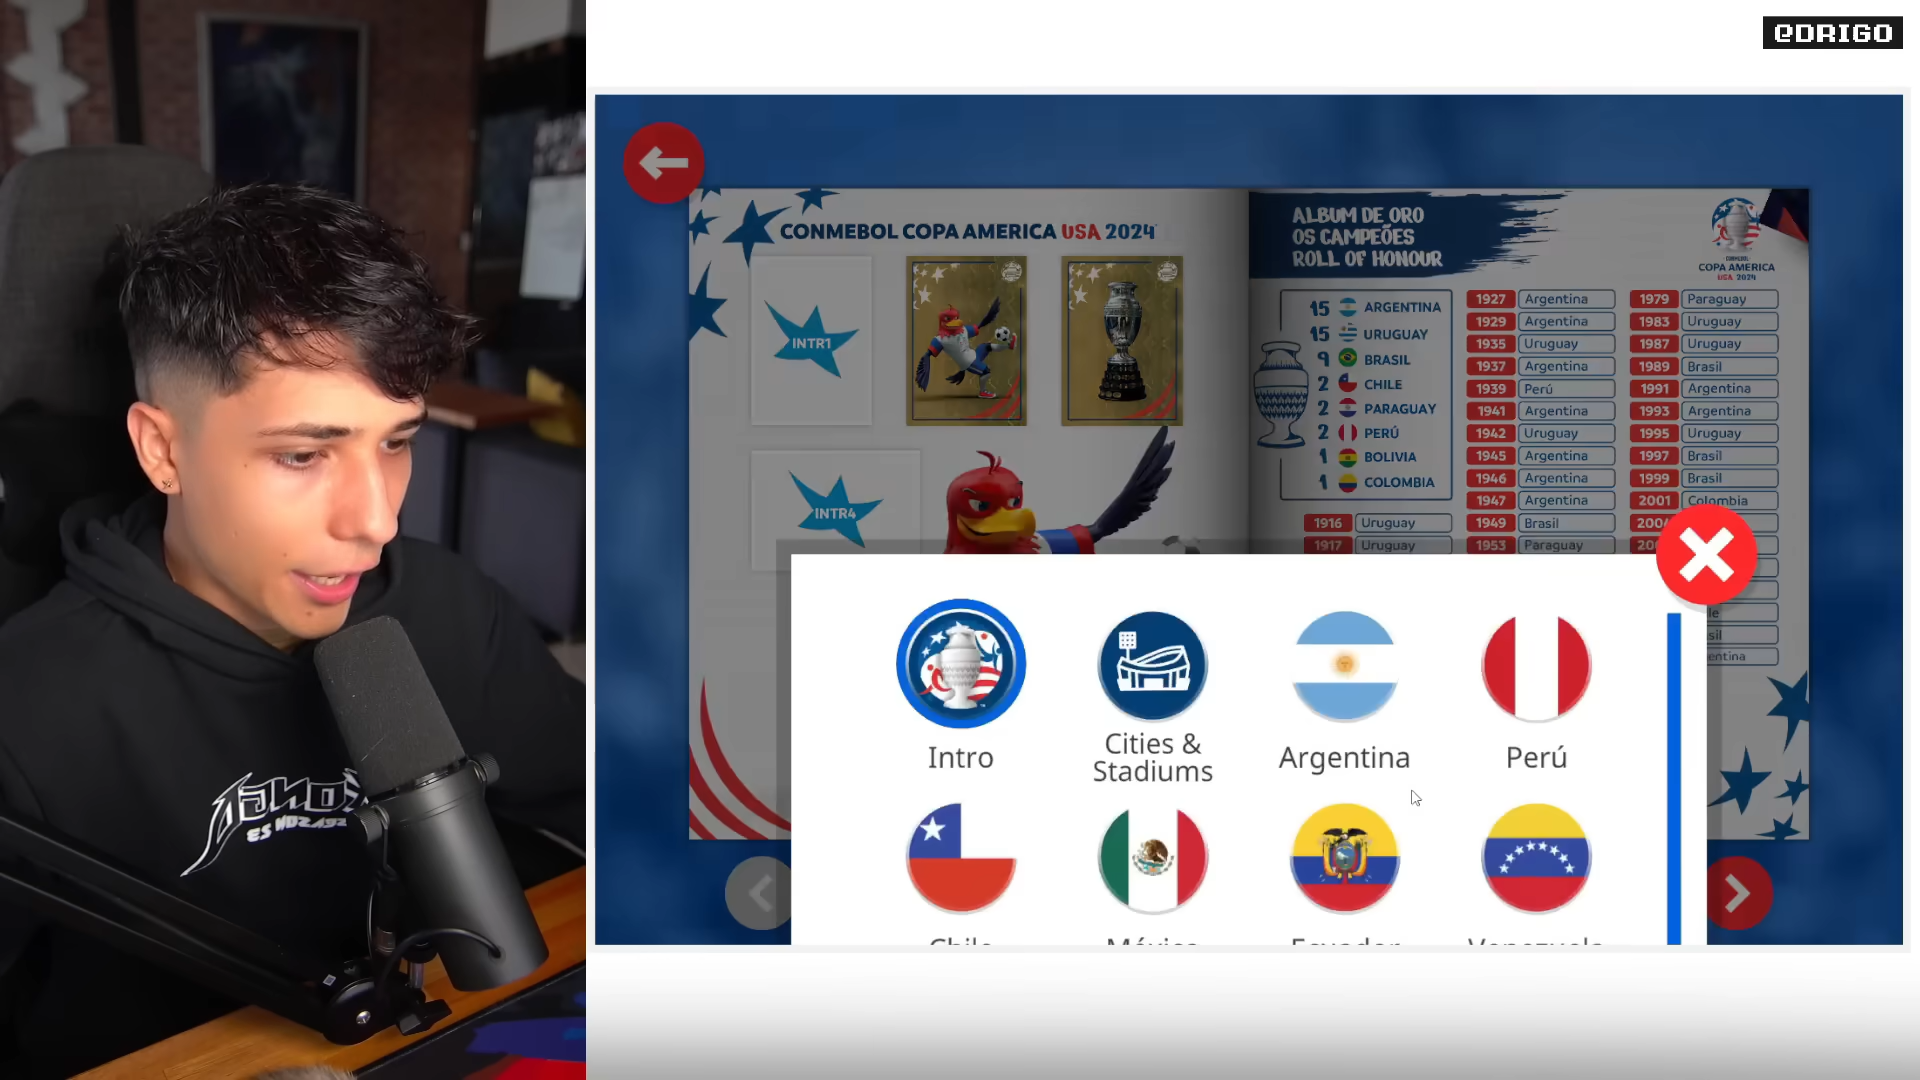 @DRIGO
CONMEBOL COPA AMERICA USA 2024
INTR1
INTR4
ALBUM DE ORO
OS CAMPEÕES
ROLL OF HONOUR
CONMEBOL
COPA AMERICA
USA 2024
15 ARGENTINA
15 URUGUAY
9 BRASIL
2 CHILE
2 PARAGUAY
2 PERÚ
1 BOLIVIA
1 COLOMBIA
1916 Uruguay
1917 Uruguay
1927 Argentina
1929 Argentina
1935 Uruguay
1937 Argentina
1939 Perú
1941 Argentina
1942 Uruguay
1945 Argentina
1946 Argentina
1947 Argentina
1949 Brasil
1953 Paraguay
1979 Paraguay
1983 Uruguay
1987 Uruguay
1989 Brasil
1991 Argentina
1993 Argentina
1995 Uruguay
1997 Brasil
1999 Brasil
2001 Colombia
Intro
Cities &
Stadiums
Argentina
Perú